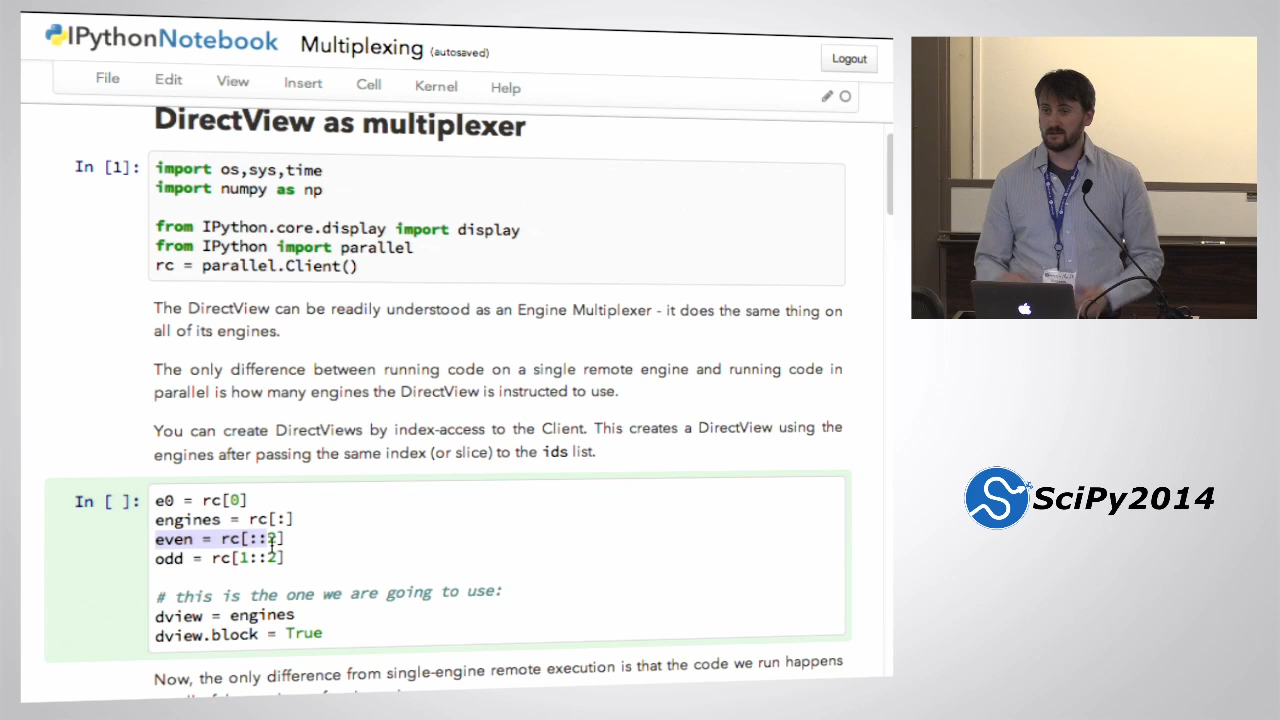 IPythonNotebook Multiplexing (autosaved) Logout
File Edit View Insert Cell Kernel Help
DirectView as multiplexer
In [1]:
import os,sys,time
import numpy as np
from IPython.core.display import display
from IPython import parallel
rc = parallel.Client()
The DirectView can be readily understood as an Engine Multiplexer - it does the same thing on
all of its engines.
The only difference between running code on a single remote engine and running code in
parallel is how many engines the DirectView is instructed to use.
You can create DirectViews by index-access to the Client. This creates a DirectView using the
engines after passing the same index (or slice) to the ids list.
In [ ]:
e0 = rc[0]
engines = rc[:]
even = rc[::2]
odd = rc[1::2]
# this is the one we are going to use:
dview = engines
dview.block = True
Now, the only difference from single-engine remote execution is that the code we run happens
SciPy2014